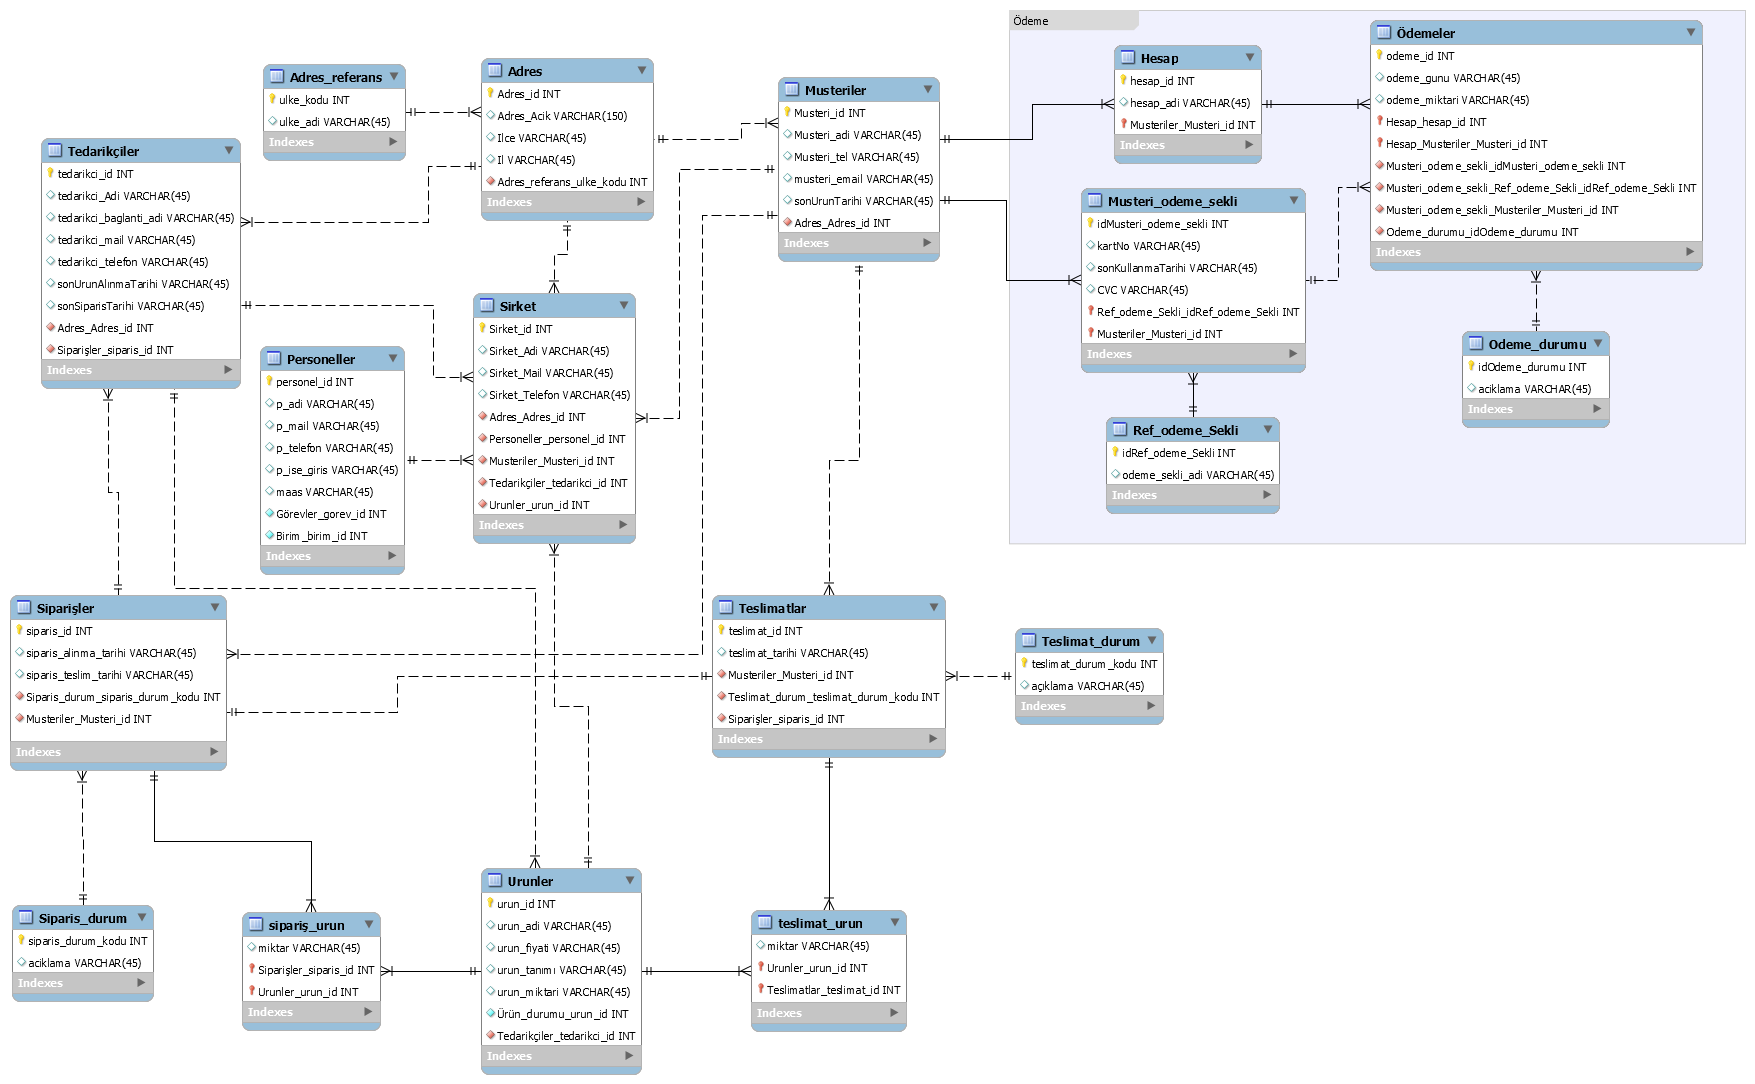 Ödeme
Adres_referans
ulke_kodu INT
ulke_adi VARCHAR(45)
Indexes
Adres
Adres_id INT
Adres_Acik VARCHAR(150)
Ilce VARCHAR(45)
Il VARCHAR(45)
Adres_referans_ulke_kodu INT
Indexes
Musteriler
Musteri_id INT
Musteri_adi VARCHAR(45)
Musteri_tel VARCHAR(45)
musteri_email VARCHAR(45)
sonUrunTarihi VARCHAR(45)
Adres_Adres_id INT
Indexes
Hesap
hesap_id INT
hesap_adi VARCHAR(45)
Musteriler_Musteri_id INT
Indexes
Ödemeler
odeme_id INT
odeme_gunu VARCHAR(45)
odeme_miktari VARCHAR(45)
Hesap_hesap_id INT
Hesap_Musteriler_Musteri_id INT
Musteri_odeme_sekli_idMusteri_odeme_sekli INT
Musteri_odeme_sekli_Ref_odeme_Sekli_idRef_odeme_Sekli INT
Musteri_odeme_sekli_Musteriler_Musteri_id INT
Odeme_durumu_idOdeme_durumu INT
Indexes
Tedarikçiler
tedarikci_id INT
tedarikci_Adi VARCHAR(45)
tedarikci_baglanti_adi VARCHAR(45)
tedarikci_mail VARCHAR(45)
tedarikci_telefon VARCHAR(45)
sonUrunAlınmaTarihi VARCHAR(45)
sonSiparisTarihi VARCHAR(45)
Adres_Adres_id INT
Siparişler_siparis_id INT
Indexes
Musteri_odeme_sekli
idMusteri_odeme_sekli INT
kartNo VARCHAR(45)
sonKullanmaTarihi VARCHAR(45)
CVC VARCHAR(45)
Ref_odeme_Sekli_idRef_odeme_Sekli INT
Musteriler_Musteri_id INT
Indexes
Sirket
Sirket_id INT
Sirket_Adi VARCHAR(45)
Sirket_Mail VARCHAR(45)
Sirket_Telefon VARCHAR(45)
Adres_Adres_id INT
Personeller_personel_id INT
Musteriler_Musteri_id INT
Tedarikçiler_tedarikci_id INT
Urunler_urun_id INT
Indexes
Personeller
personel_id INT
p_adi VARCHAR(45)
p_mail VARCHAR(45)
p_telefon VARCHAR(45)
p_ise_giris VARCHAR(45)
maas VARCHAR(45)
Görevler_gorev_id INT
Birim_birim_id INT
Indexes
Odeme_durumu
idOdeme_durumu INT
aciklama VARCHAR(45)
Indexes
Ref_odeme_Sekli
idRef_odeme_Sekli INT
odeme_sekli_adi VARCHAR(45)
Indexes
Siparişler
siparis_id INT
siparis_alinma_tarihi VARCHAR(45)
siparis_teslim_tarihi VARCHAR(45)
Siparis_durum_siparis_durum_kodu INT
Musteriler_Musteri_id INT
Indexes
Teslimatlar
teslimat_id INT
teslimat_tarihi VARCHAR(45)
Musteriler_Musteri_id INT
Teslimat_durum_teslimat_durum_kodu INT
Siparişler_siparis_id INT
Indexes
Teslimat_durum
teslimat_durum_kodu INT
açıklama VARCHAR(45)
Indexes
Siparis_durum
siparis_durum_kodu INT
aciklama VARCHAR(45)
Indexes
sipariş_urun
miktar VARCHAR(45)
Siparişler_siparis_id INT
Urunler_urun_id INT
Indexes
Urunler
urun_id INT
urun_adi VARCHAR(45)
urun_fiyati VARCHAR(45)
urun_tanımı VARCHAR(45)
urun_miktari VARCHAR(45)
Ürün_durumu_urun_id INT
Tedarikçiler_tedarikci_id INT
Indexes
teslimat_urun
miktar VARCHAR(45)
Urunler_urun_id INT
Teslimatlar_teslimat_id INT
Indexes